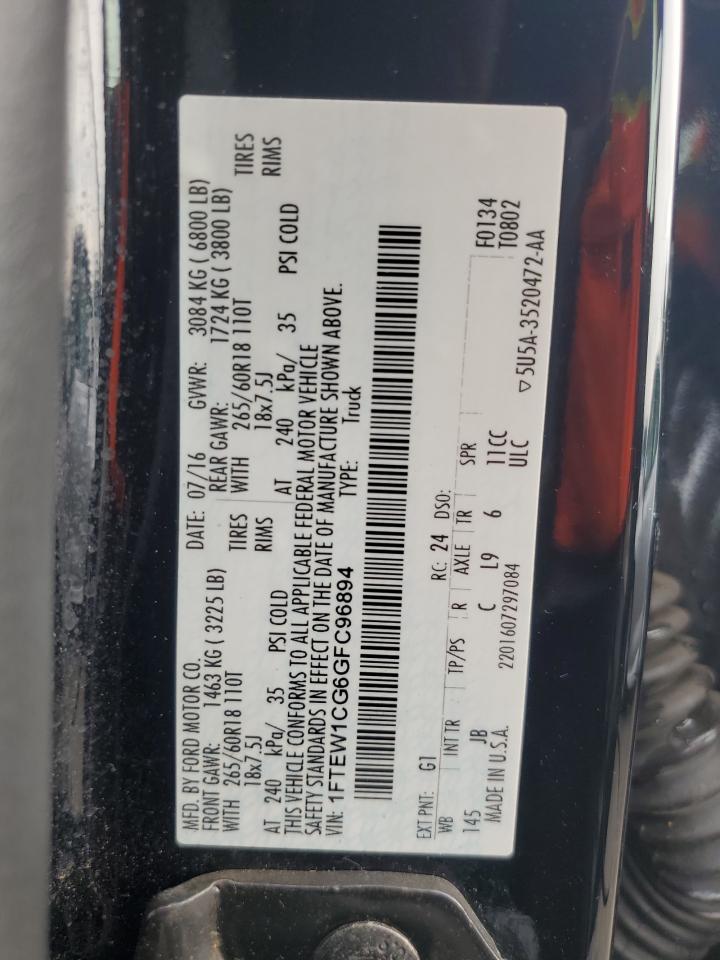 MFD. BY FORD MOTOR CO.
DATE: 07/16 GVWR: 3084 KG ( 6800 LB)
FRONT GAWR: 1463 KG ( 3225 LB)
REAR GAWR: 1724 KG ( 3800 LB)
WITH 265/60R18 110T TIRES
WITH 265/60R18 110T TIRES
18x7.5J RIMS
18x7.5J RIMS
AT 240 kPa/ 35 PSI COLD
AT 240 kPa/ 35 PSI COLD
THIS VEHICLE CONFORMS TO ALL APPLICABLE FEDERAL MOTOR VEHICLE
SAFETY STANDARDS IN EFFECT ON THE DATE OF MANUFACTURE SHOWN ABOVE.
VIN: 1FTEW1CG6GFC96894 TYPE: Truck
EXT PNT: G1 RC: 24 DSO: F0134
T0802
WB INT TR TP/PS R AXLE TR SPR
145 JB C L9 6 11CC
ULC
MADE IN U.S.A. 2201607297084 ▽5U5A-3520472-AA